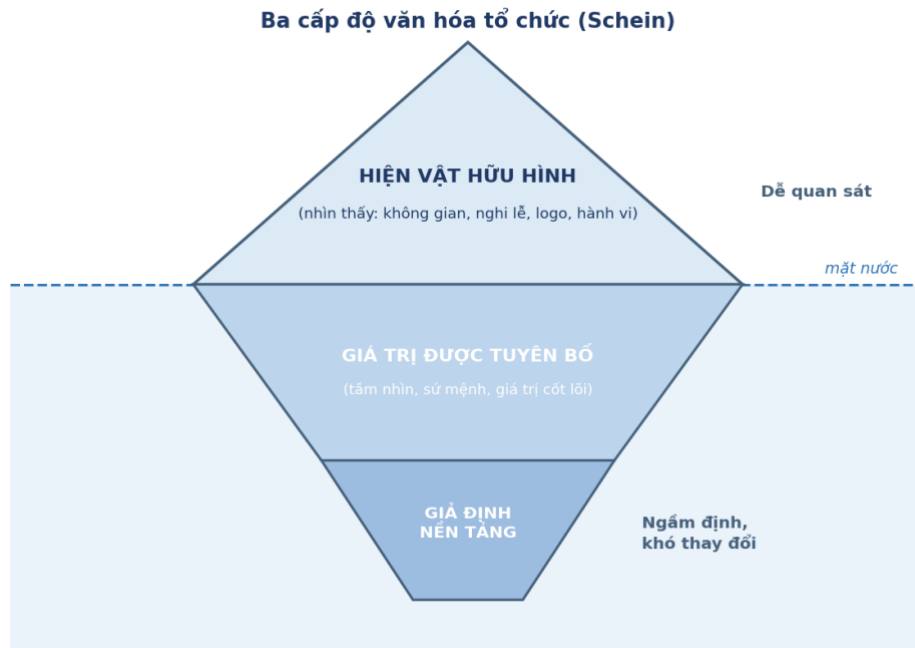 Ba cấp độ văn hóa tổ chức (Schein)
HIỆN VẬT HỮU HÌNH
(nhìn thấy: không gian, nghi lễ, logo, hành vi)
Dễ quan sát
mặt nước
GIÁ TRỊ ĐƯỢC TUYÊN BỐ
(tầm nhìn, sứ mệnh, giá trị cốt lõi)
GIẢ ĐỊNH
NỀN TẢNG
Ngầm định,
khó thay đổi